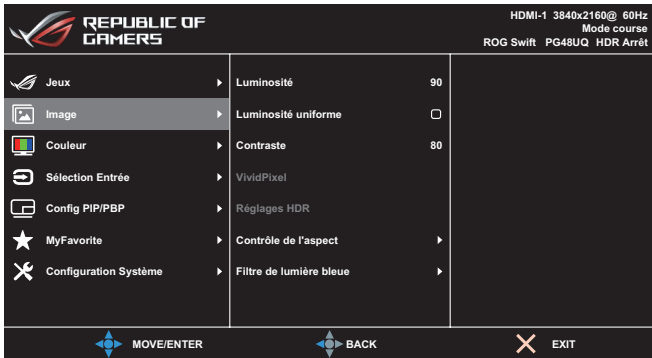 REPUBLIC OF
GAMERS
HDMI-1 3840x2160@ 60Hz
Mode course
ROG Swift PG48UQ HDR Arrêt
Jeux
Image
Couleur
Sélection Entrée
Config PIP/PBP
MyFavorite
Configuration Système
Luminosité 90
Luminosité uniforme
Contraste 80
VividPixel
Réglages HDR
Contrôle de l'aspect
Filtre de lumière bleue
MOVE/ENTER
BACK
EXIT